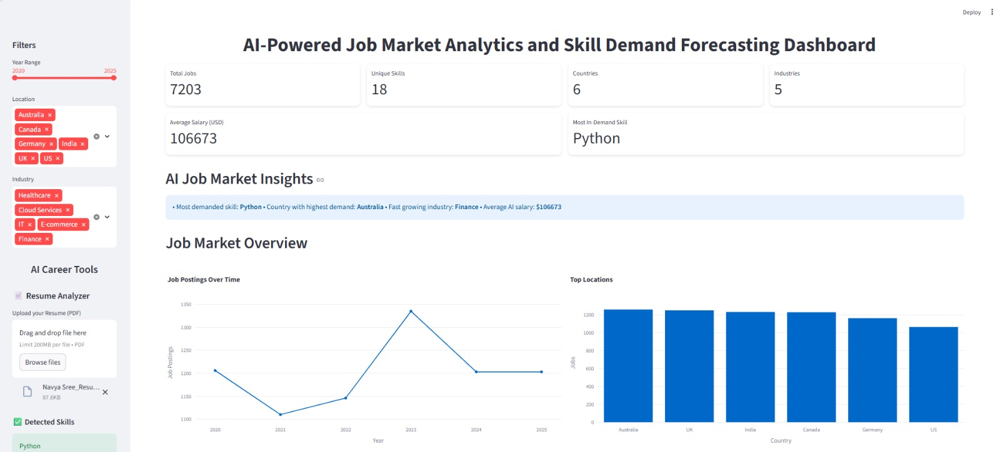 Deploy
Filters
Year Range
2020 2025
Location
Australia ×
Canada ×
Germany × India ×
UK × US ×
Industry
Healthcare ×
Cloud Services ×
IT × E-commerce ×
Finance ×
AI Career Tools
Resume Analyzer
Upload your Resume (PDF)
Drag and drop file here
Limit 200MB per file • PDF
Browse files
Navya Sree_Resu...
87.6KB
Detected Skills
Python
AI-Powered Job Market Analytics and Skill Demand Forecasting Dashboard
Total Jobs
7203
Unique Skills
18
Countries
6
Industries
5
Average Salary (USD)
106673
Most In-Demand Skill
Python
AI Job Market Insights
• Most demanded skill: Python • Country with highest demand: Australia • Fast growing industry: Finance • Average AI salary: $106673
Job Market Overview
Job Postings Over Time
Job Postings
1350
1300
1250
1200
1150
1100
2020 2021 2022 2023 2024 2025
Year
Top Locations
Jobs
1200
1000
800
600
400
200
0
Australia UK India Canada Germany US
Country